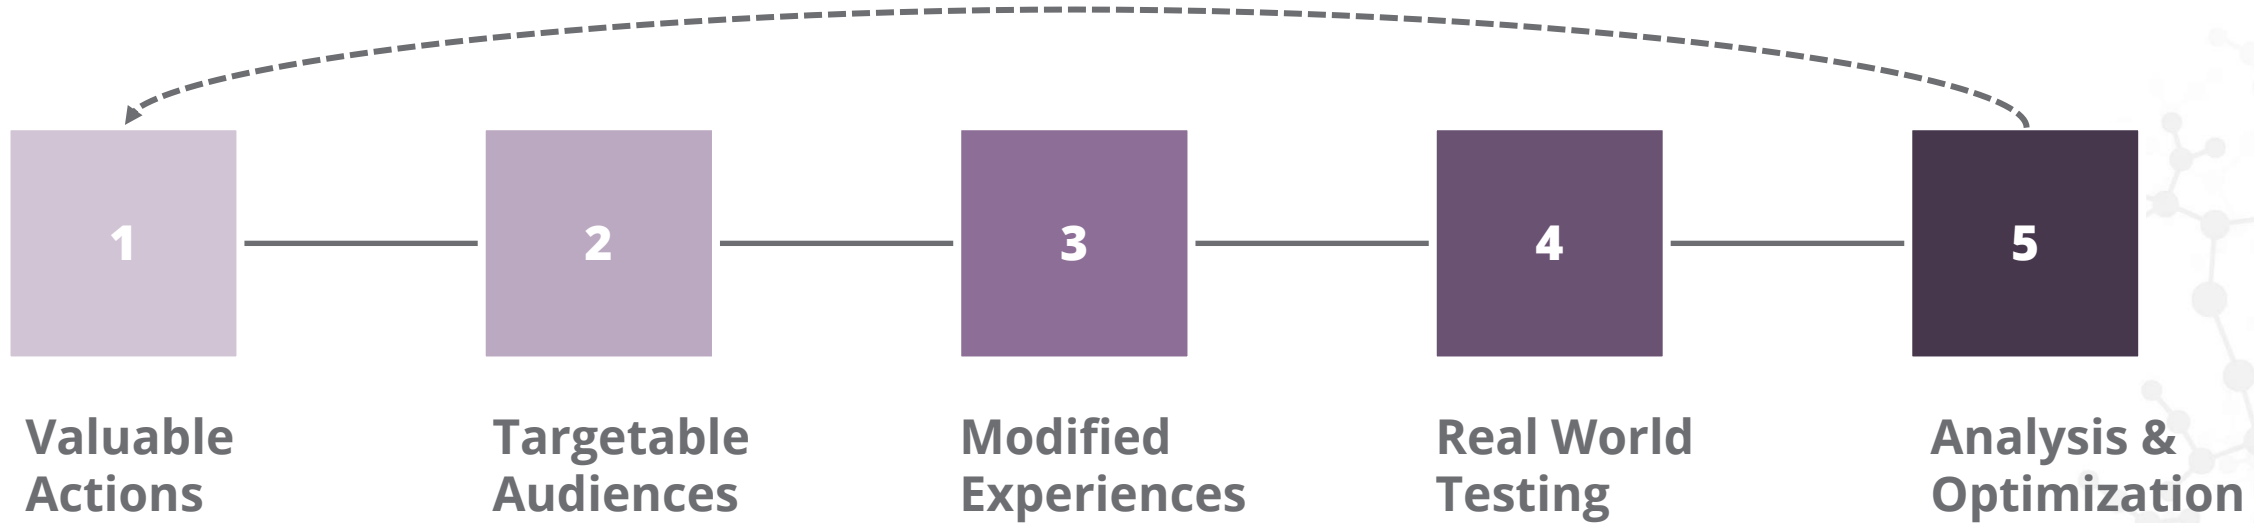 1
2
3
4
5
Valuable
Actions
Targetable
Audiences
Modified
Experiences
Real World
Testing
Analysis &
Optimization